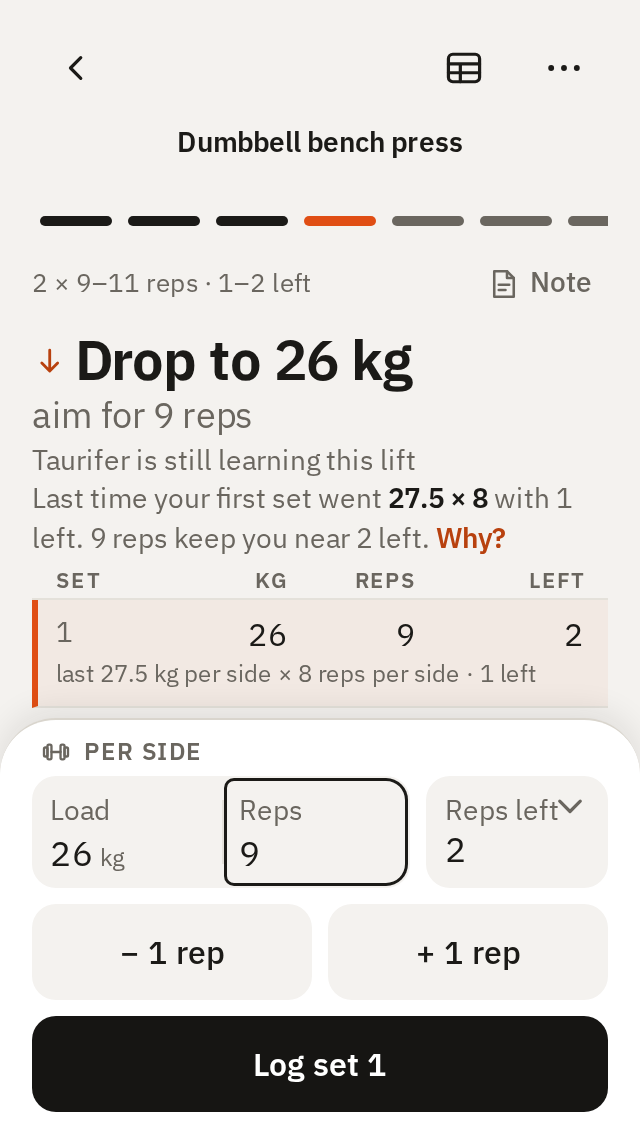 Dumbbell bench press
2 × 9–11 reps · 1–2 left
Note
↓ Drop to 26 kg
aim for 9 reps
Taurifer is still learning this lift
Last time your first set went 27.5 × 8 with 1
left. 9 reps keep you near 2 left. Why?
SET KG REPS LEFT
1 26 9 2
last 27.5 kg per side × 8 reps per side · 1 left
PER SIDE
Load Reps Reps left
26 kg 9 2
– 1 rep + 1 rep
Log set 1